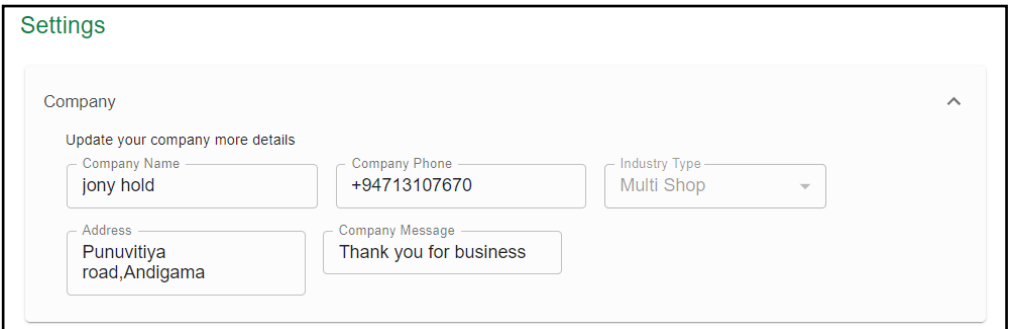 Settings
Company
Update your company more details
Company Name
jony hold
Company Phone
+94713107670
Industry Type
Multi Shop
Address
Punuvitiya
road,Andigama
Company Message
Thank you for business